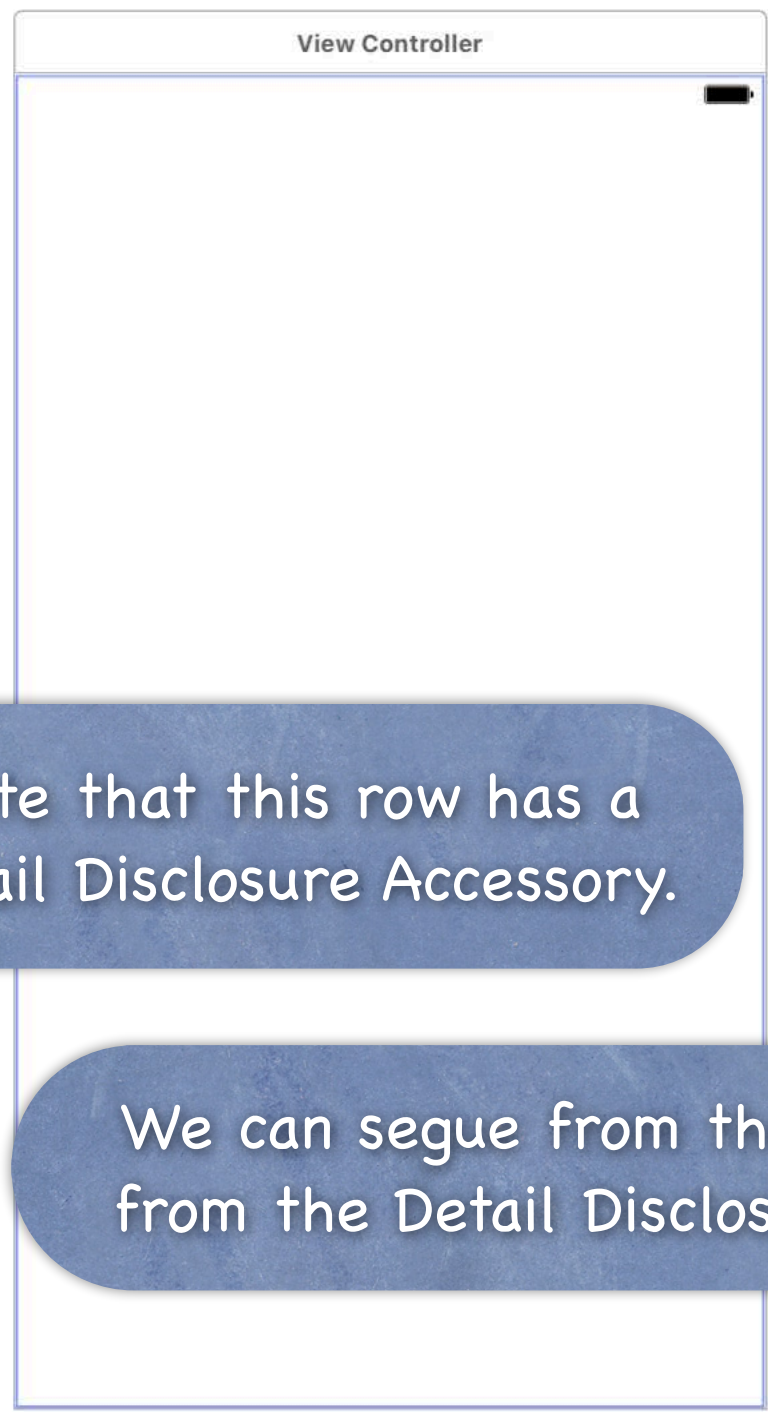 View Controller
te that this row has a
ail Disclosure Accessory.
We can segue from th
from the Detail Disclos